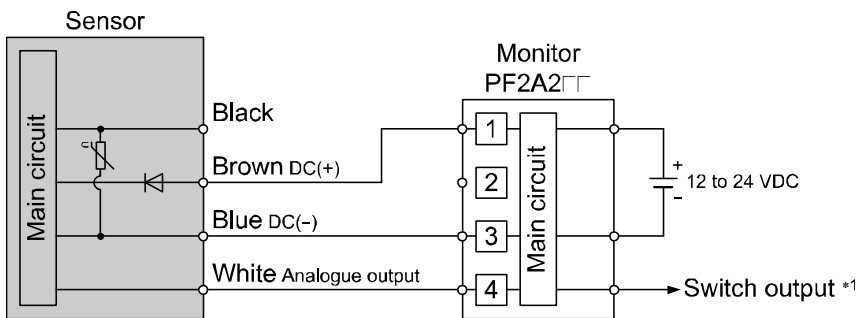 Sensor
Main circuit
Black
Brown DC(+)
Blue DC(-)
White Analogue output
Monitor
PF2A2□□
1
2
3
4
Main circuit
+
-
12 to 24 VDC
Switch output *1